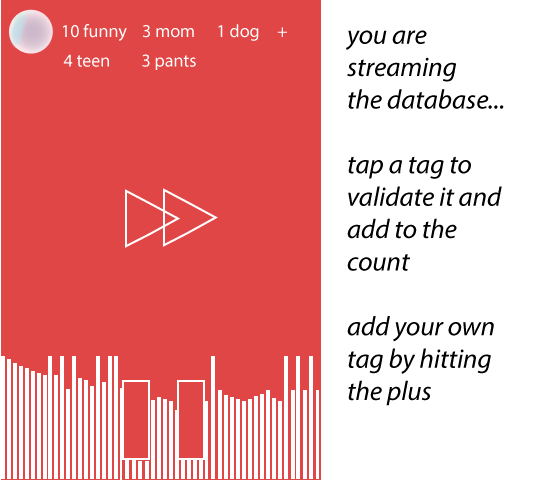 10 funny 3 mom 1 dog +
4 teen 3 pants
you are
streaming
the database...
tap a tag to
validate it and
add to the
count
add your own
tag by hitting
the plus